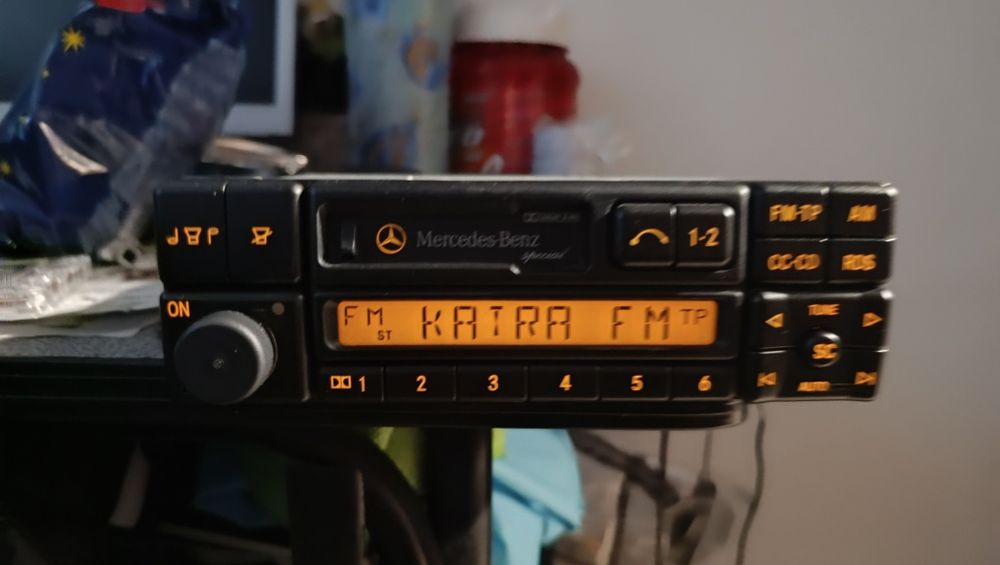 Mercedes-Benz
special
1-2
FM-TP
AM
CC-CD
RDS
ON
FM ST KATRA FM TP
TUNE
SC
AUTO
1 2 3 4 5 6